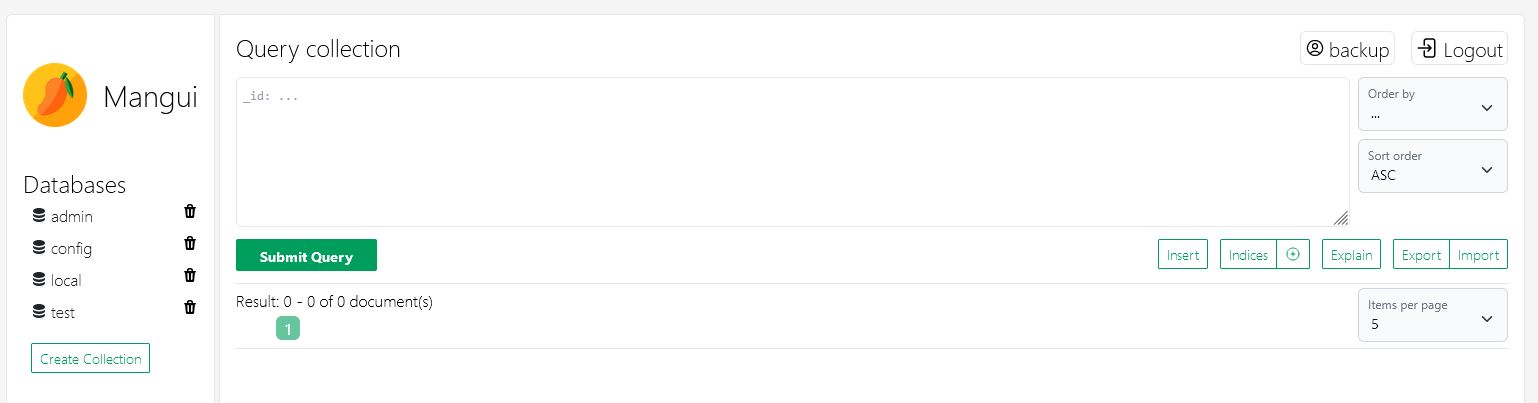 Mangui
Databases
admin
config
local
test
Create Collection
Query collection
backup
Logout
_id: ...
Order by
...
Sort order
ASC
Submit Query
Insert
Indices
Explain
Export
Import
Result: 0 - 0 of 0 document(s)
1
Items per page
5